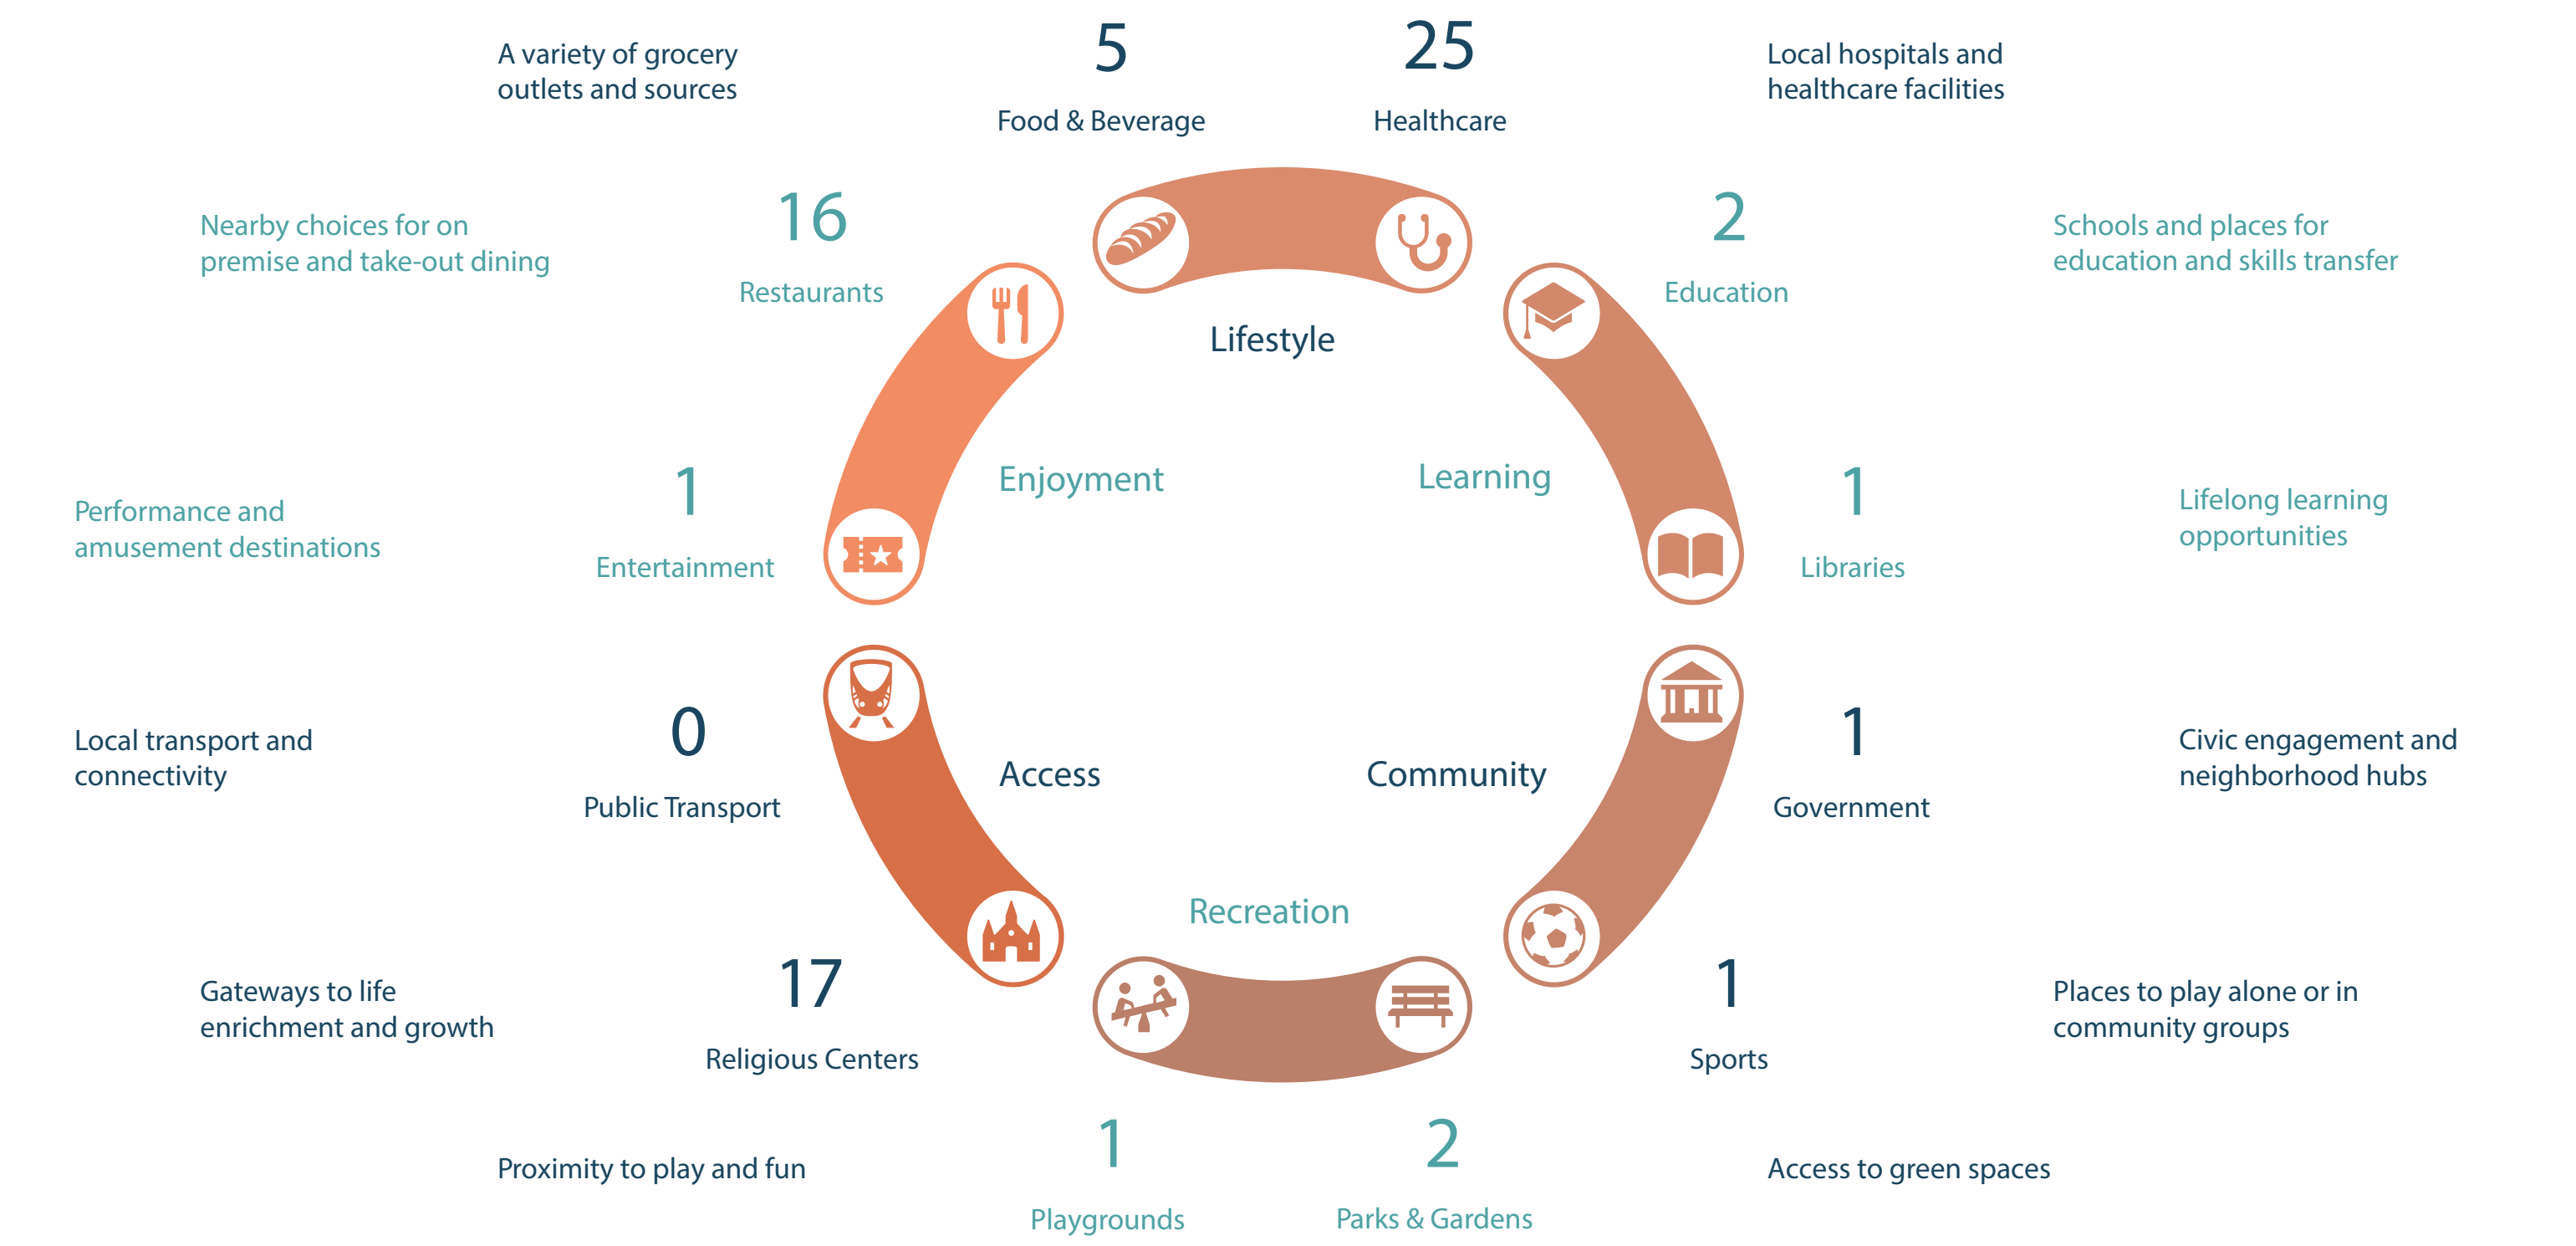 5
25
A variety of grocery
outlets and sources
Local hospitals and
healthcare facilities
Food & Beverage
Healthcare
16
2
Nearby choices for on
premise and take-out dining
Schools and places for
education and skills transfer
Restaurants
Education
Lifestyle
Enjoyment
Learning
1
1
Performance and
amusement destinations
Lifelong learning
opportunities
Entertainment
Libraries
0
1
Local transport and
connectivity
Access
Community
Civic engagement and
neighborhood hubs
Public Transport
Government
Recreation
17
1
Gateways to life
enrichment and growth
Places to play alone or in
community groups
Religious Centers
Sports
1
2
Proximity to play and fun
Access to green spaces
Playgrounds
Parks & Gardens